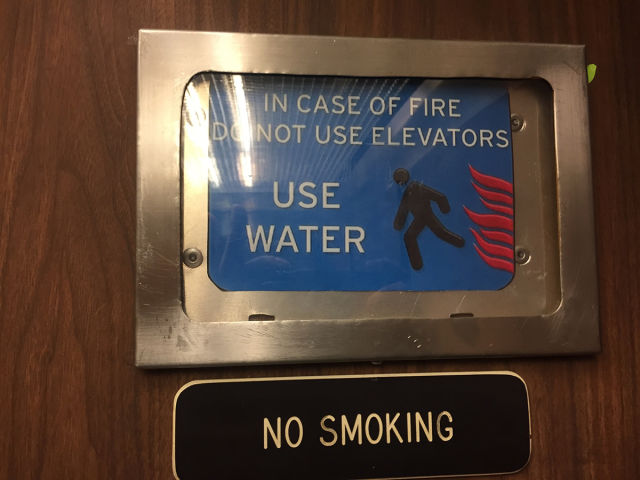 IN CASE OF FIRE
DO NOT USE ELEVATORS
USE
WATER
NO SMOKING